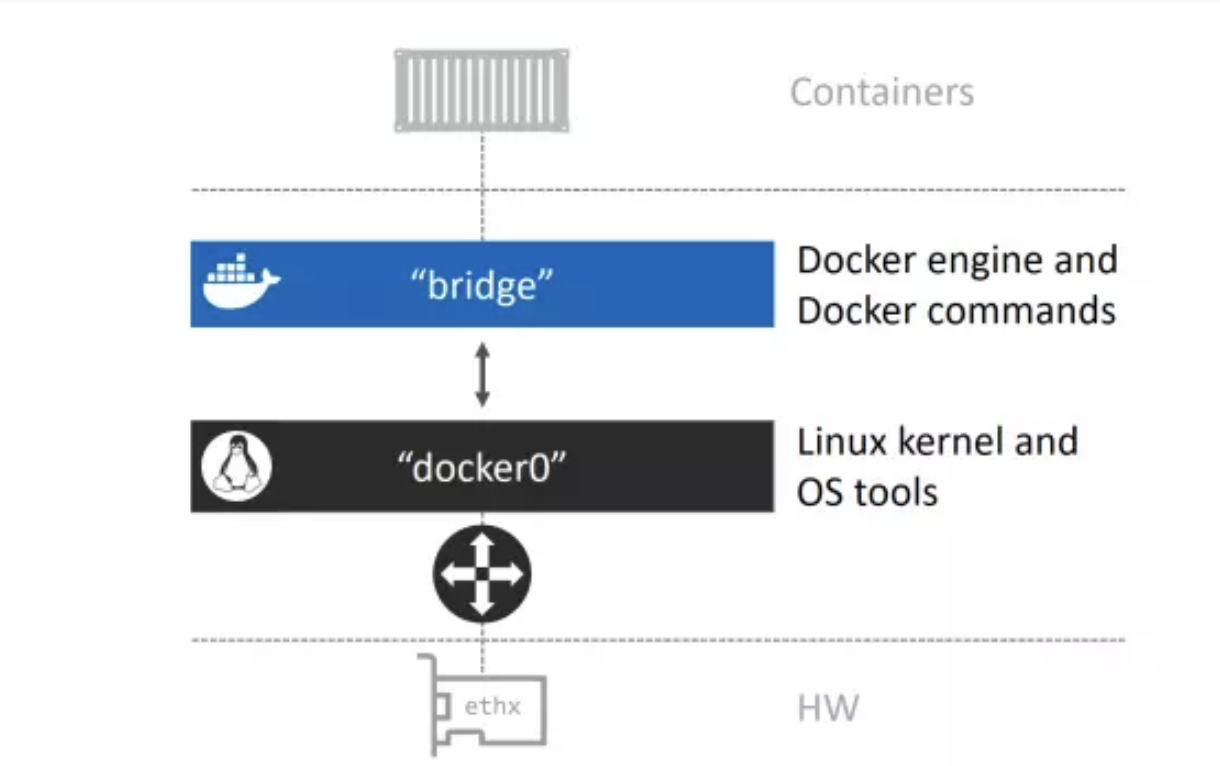 Containers
“bridge”
Docker engine and
Docker commands
“docker0”
Linux kernel and
OS tools
ethx
HW